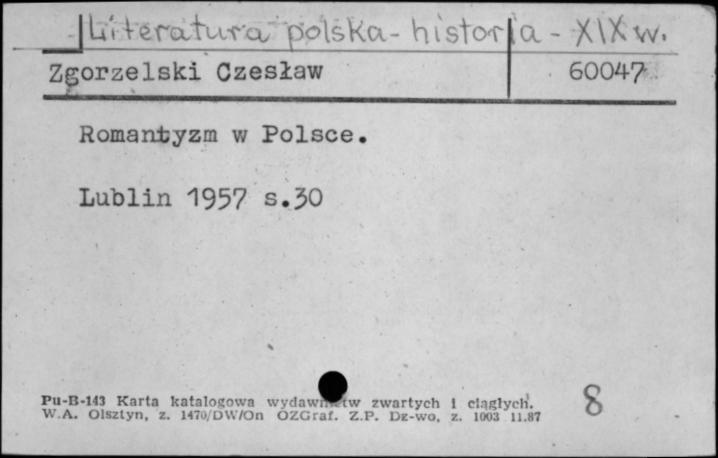 Literatura polska - historia - XIX w.
Zgorzelski Czesław 60047
Romantyzm w Polsce.
Lublin 1957 s.30
Pu-B-143 Karta katalogowa wydawnictw zwartych i ciągłych.
W.A. Olsztyn, z. 1470/DW/On OZGraf. Z.P. Dz-wo, z. 1003 11.87
8